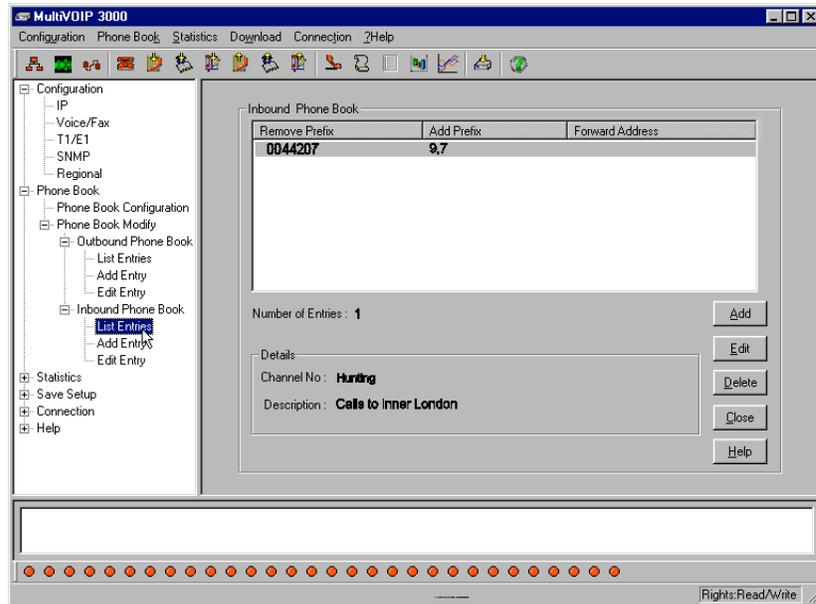 MultiVOIP 3000
Configuration Phone Book Statistics Download Connection ?Help
Configuration
IP
Voice/Fax
T1/E1
SNMP
Regional
Phone Book
Phone Book Configuration
Phone Book Modify
Outbound Phone Book
List Entries
Add Entry
Edit Entry
Inbound Phone Book
List Entries
Add Entry
Edit Entry
Statistics
Save Setup
Connection
Help
Inbound Phone Book
Remove Prefix Add Prefix Forward Address
0044207 9,7
Number of Entries : 1
Details
Channel No : Hunting
Description : Calls to Inner London
Add
Edit
Delete
Close
Help
Rights:Read/Write